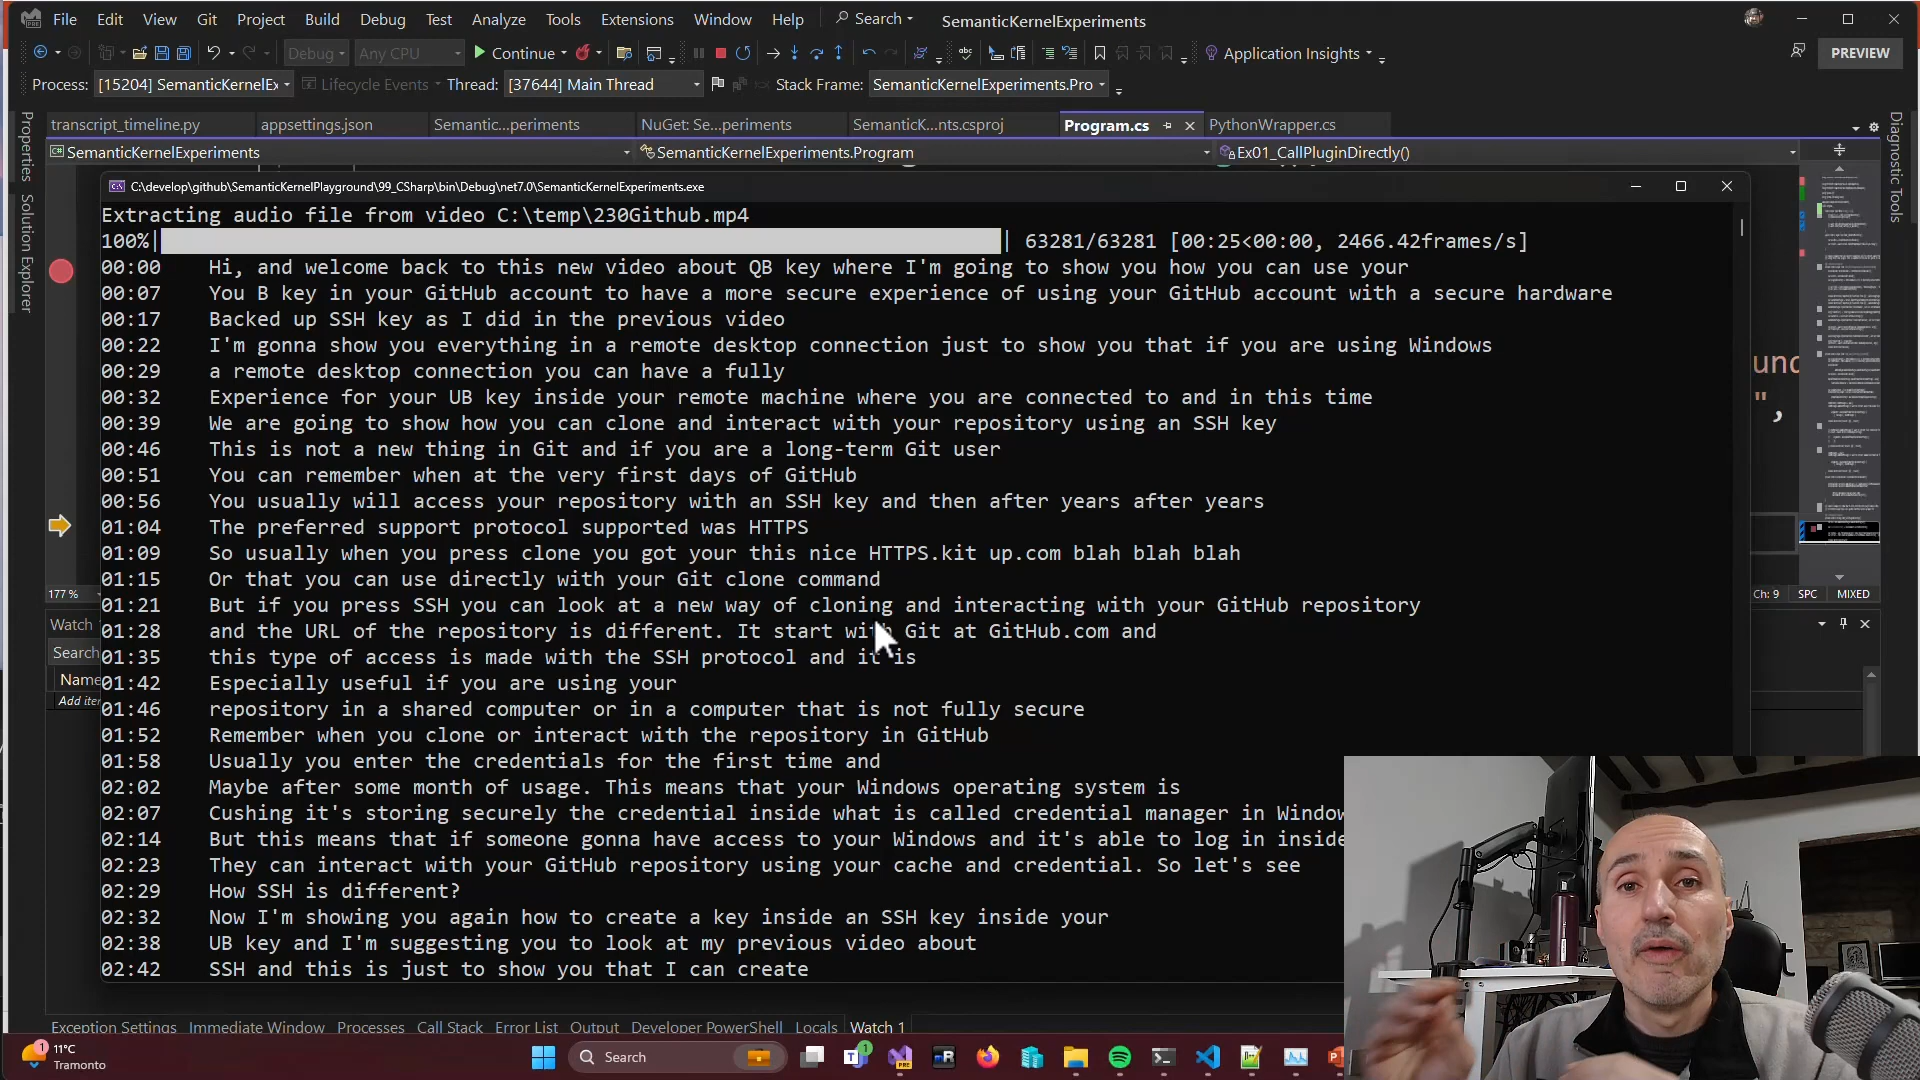 File Edit View Git Project Build Debug Test Analyze Tools Extensions Window Help Search SemanticKernelExperiments
Debug Any CPU Continue Application Insights PREVIEW
Process: [15204] SemanticKernelEx Lifecycle Events Thread: [37644] Main Thread Stack Frame: SemanticKernelExperiments.Pro
transcript_timeline.py appsettings.json Semantic...periments NuGet: Se...periments SemanticK...nts.csproj Program.cs PythonWrapper.cs
SemanticKernelExperiments SemanticKernelExperiments.Program Ex01_CallPluginDirectly()
Properties
Solution Explorer
Diagnostic Tools
C:\develop\github\SemanticKernelPlayground\99_CSharp\bin\Debug\net7.0\SemanticKernelExperiments.exe
Extracting audio file from video C:\temp\230Github.mp4
100%| | 63281/63281 [00:25<00:00, 2466.42frames/s]
00:00 Hi, and welcome back to this new video about QB key where I'm going to show you how you can use your
00:07 You B key in your GitHub account to have a more secure experience of using your GitHub account with a secure hardware
00:17 Backed up SSH key as I did in the previous video
00:22 I'm gonna show you everything in a remote desktop connection just to show you that if you are using Windows
00:29 a remote desktop connection you can have a fully
00:32 Experience for your UB key inside your remote machine where you are connected to and in this time
00:39 We are going to show how you can clone and interact with your repository using an SSH key
00:46 This is not a new thing in Git and if you are a long-term Git user
00:51 You can remember when at the very first days of GitHub
00:56 You usually will access your repository with an SSH key and then after years after years
01:04 The preferred support protocol supported was HTTPS
01:09 So usually when you press clone you got your this nice HTTPS.kit up.com blah blah blah
01:15 Or that you can use directly with your Git clone command
01:21 But if you press SSH you can look at a new way of cloning and interacting with your GitHub repository
01:28 and the URL of the repository is different. It start with Git at GitHub.com and
01:35 this type of access is made with the SSH protocol and it is
01:42 Especially useful if you are using your
01:46 repository in a shared computer or in a computer that is not fully secure
01:52 Remember when you clone or interact with the repository in GitHub
01:58 Usually you enter the credentials for the first time and
02:02 Maybe after some month of usage. This means that your Windows operating system is
02:07 Cushing it's storing securely the credential inside what is called credential manager in Window
02:14 But this means that if someone gonna have access to your Windows and it's able to log in inside
02:23 They can interact with your GitHub repository using your cache and credential. So let's see
02:29 How SSH is different?
02:32 Now I'm showing you again how to create a key inside an SSH key inside your
02:38 UB key and I'm suggesting you to look at my previous video about
02:42 SSH and this is just to show you that I can create
und
",
177 %
Ch: 9 SPC MIXED
Watch
Search
Name
Add iter
Exception Settings Immediate Window Processes Call Stack Error List Output Developer PowerShell Locals Watch 1
1
11°C
Tramonto
Search
1